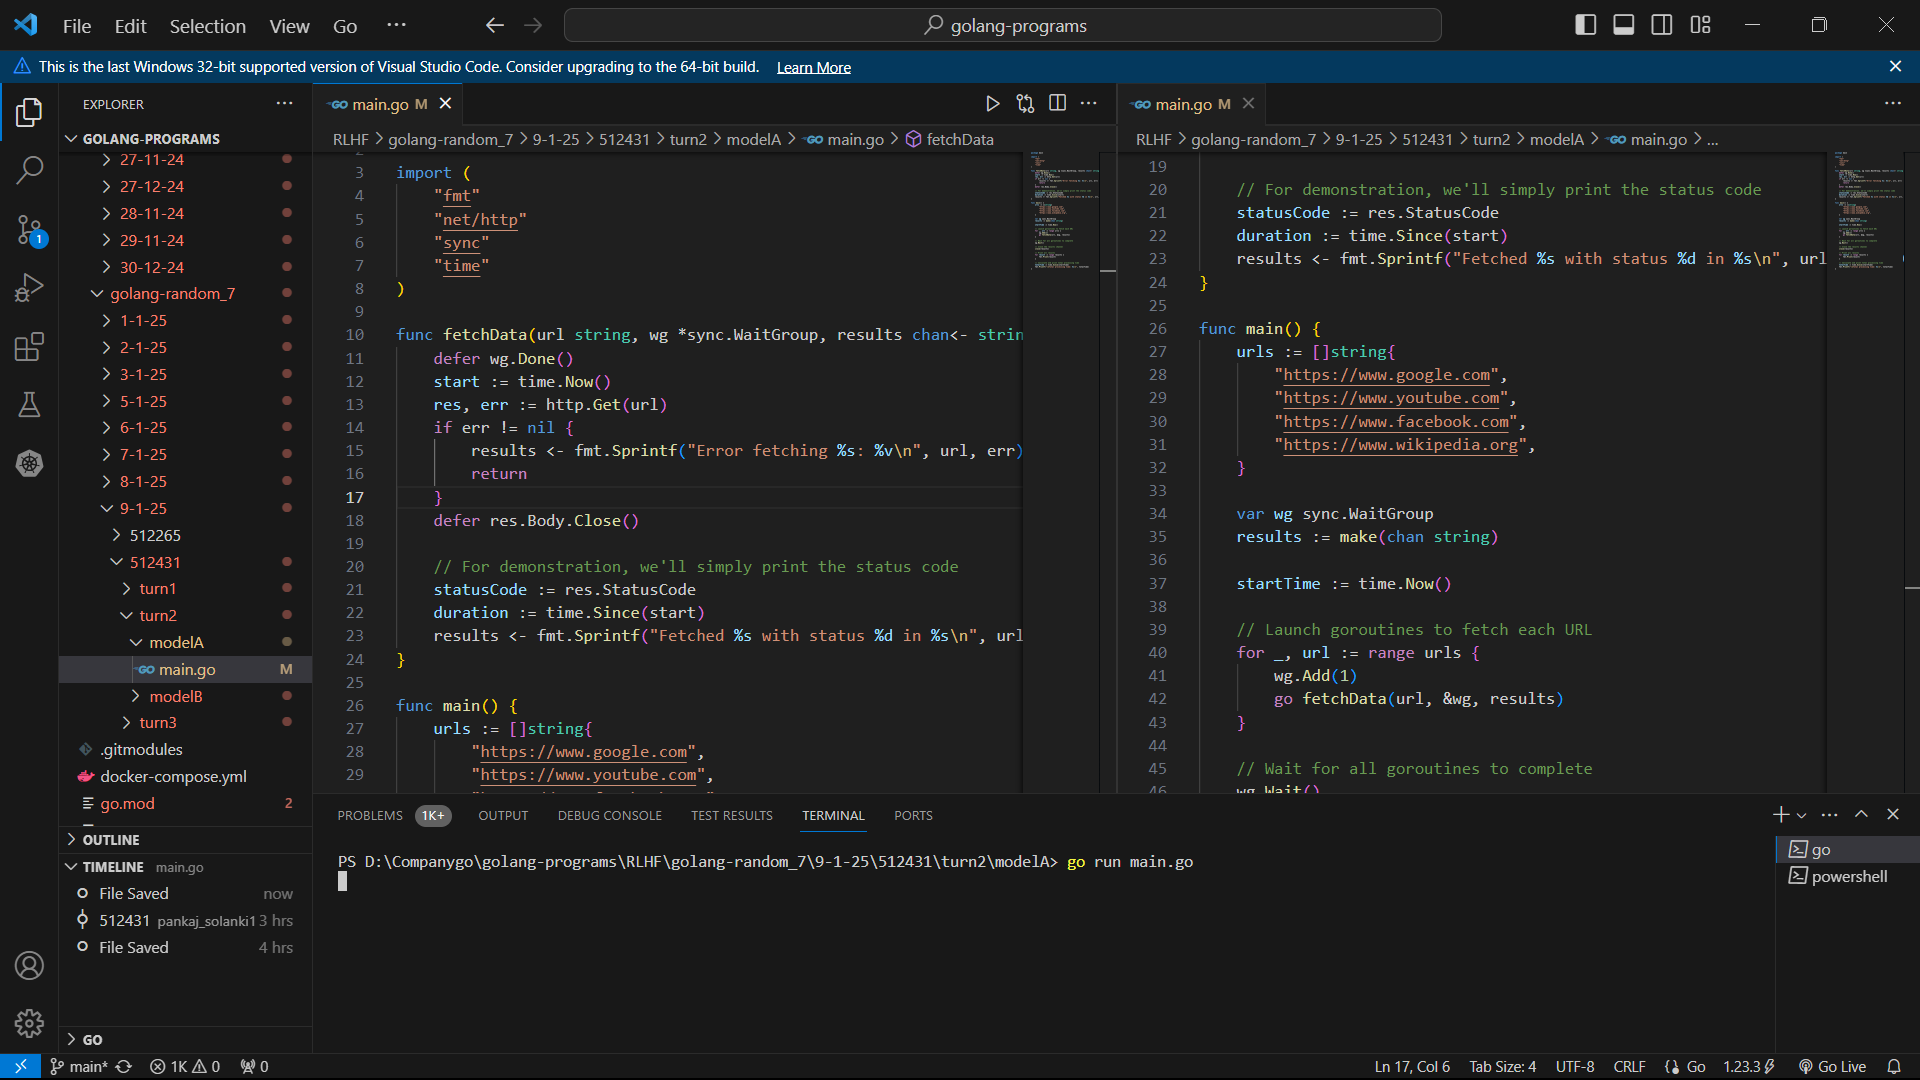 File Edit Selection View Go ··· golang-programs
This is the last Windows 32-bit supported version of Visual Studio Code. Consider upgrading to the 64-bit build. Learn More
EXPLORER
GOLANG-PROGRAMS
27-11-24
27-12-24
28-11-24
29-11-24
30-12-24
golang-random_7
1-1-25
2-1-25
3-1-25
5-1-25
6-1-25
7-1-25
8-1-25
9-1-25
512265
512431
turn1
turn2
modelA
main.go M
modelB
turn3
.gitmodules
docker-compose.yml
go.mod 2
OUTLINE
TIMELINE main.go
File Saved now
512431 pankaj_solanki1 3 hrs
File Saved 4 hrs
GO
main.go M
RLHF > golang-random_7 > 9-1-25 > 512431 > turn2 > modelA > main.go > fetchData
3 import (
4 "fmt"
5 "net/http"
6 "sync"
7 "time"
8 )
9
10 func fetchData(url string, wg *sync.WaitGroup, results chan<- strin
11 defer wg.Done()
12 start := time.Now()
13 res, err := http.Get(url)
14 if err != nil {
15 results <- fmt.Sprintf("Error fetching %s: %v\n", url, err)
16 return
17 }
18 defer res.Body.Close()
19
20 // For demonstration, we'll simply print the status code
21 statusCode := res.StatusCode
22 duration := time.Since(start)
23 results <- fmt.Sprintf("Fetched %s with status %d in %s\n", url
24 }
25
26 func main() {
27 urls := []string{
28 "https://www.google.com",
29 "https://www.youtube.com",
main.go M
RLHF > golang-random_7 > 9-1-25 > 512431 > turn2 > modelA > main.go > ...
19
20 // For demonstration, we'll simply print the status code
21 statusCode := res.StatusCode
22 duration := time.Since(start)
23 results <- fmt.Sprintf("Fetched %s with status %d in %s\n", url
24 }
25
26 func main() {
27 urls := []string{
28 "https://www.google.com",
29 "https://www.youtube.com",
30 "https://www.facebook.com",
31 "https://www.wikipedia.org",
32 }
33
34 var wg sync.WaitGroup
35 results := make(chan string)
36
37 startTime := time.Now()
38
39 // Launch goroutines to fetch each URL
40 for _, url := range urls {
41 wg.Add(1)
42 go fetchData(url, &wg, results)
43 }
44
45 // Wait for all goroutines to complete
46 wg.Wait()
PROBLEMS 1K+ OUTPUT DEBUG CONSOLE TEST RESULTS TERMINAL PORTS
PS D:\Companygo\golang-programs\RLHF\golang-random_7\9-1-25\512431\turn2\modelA> go run main.go
go
powershell
main* 1K 0 0 Ln 17, Col 6 Tab Size: 4 UTF-8 CRLF Go 1.23.3 Go Live